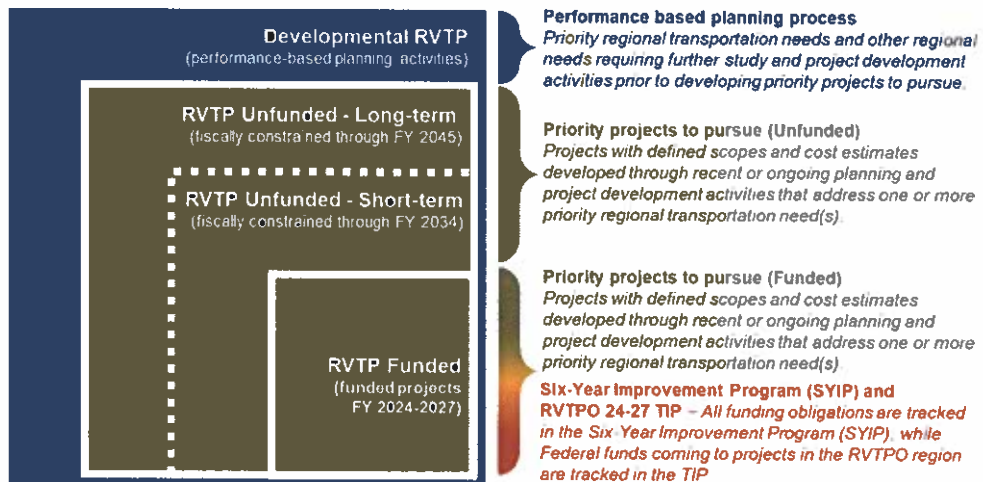 Developmental RVTP
(performance-based planning activities)
RVTP Unfunded - Long-term
(fiscally constrained through FY 2045)
RVTP Unfunded - Short-term
(fiscally constrained through FY 2034)
RVTP Funded
(funded projects
FY 2024-2027)
Performance based planning process
Priority regional transportation needs and other regional
needs requiring further study and project development
activities prior to developing priority projects to pursue.
Priority projects to pursue (Unfunded)
Projects with defined scopes and cost estimates
developed through recent or ongoing planning and
project development activities that address one or more
priority regional transportation need(s).
Priority projects to pursue (Funded)
Projects with defined scopes and cost estimates
developed through recent or ongoing planning and
project development activities that address one or more
priority regional transportation need(s).
Six-Year Improvement Program (SYIP) and
RVTPO 24-27 TIP - All funding obligations are tracked
in the Six-Year Improvement Program (SYIP), while
Federal funds coming to projects in the RVTPO region
are tracked in the TIP